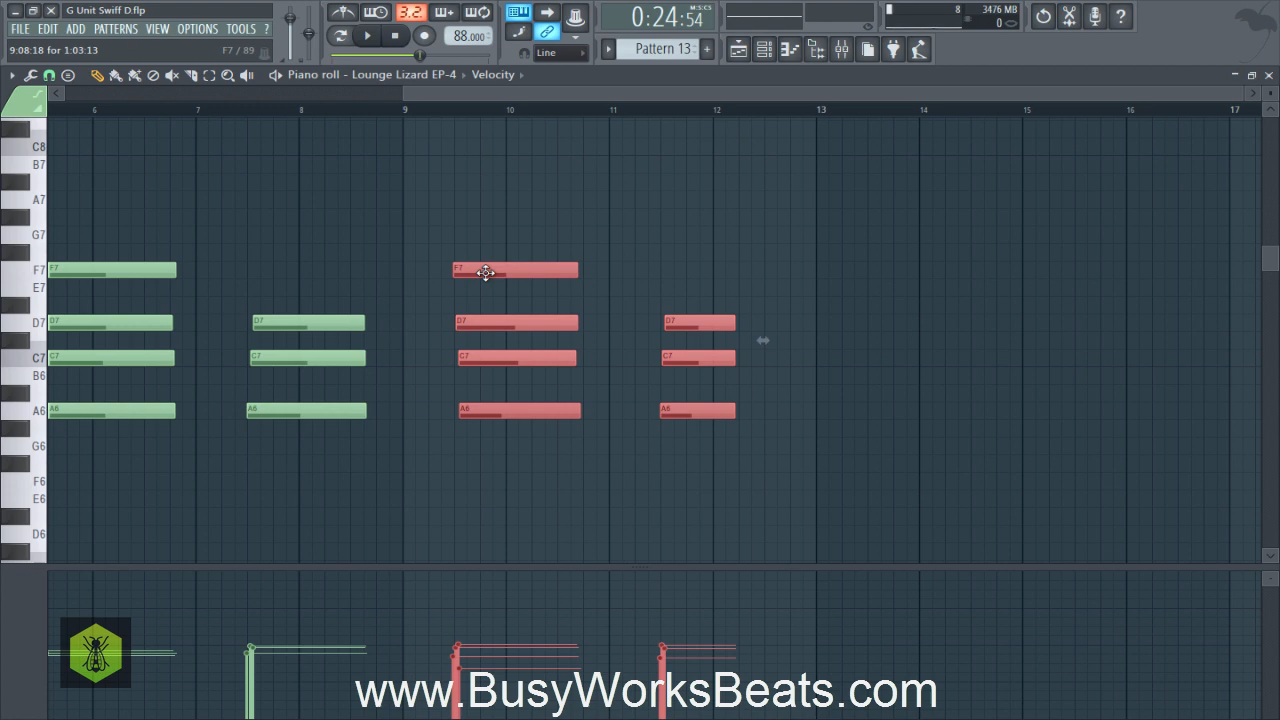 G Unit Swiff D.flp
FILE EDIT ADD PATTERNS VIEW OPTIONS TOOLS ?
9:08:18 for 1:03:13 F7 / 89
3.2.
88.000
Line
0:24:54 M:S:CS
Pattern 13
8 3476 MB
0
Piano roll - Lounge Lizard EP-4 Velocity
6 7 8 9 10 11 12 13 14 15 16 17
C8
B7
A7
G7
F7 F7 F7
E7
D7 D7 D7 D7 D7
C7 C7 C7 C7 C7
B6
A6 A6 A6 A6 A6
G6
F6
E6
D6
www.BusyWorksBeats.com